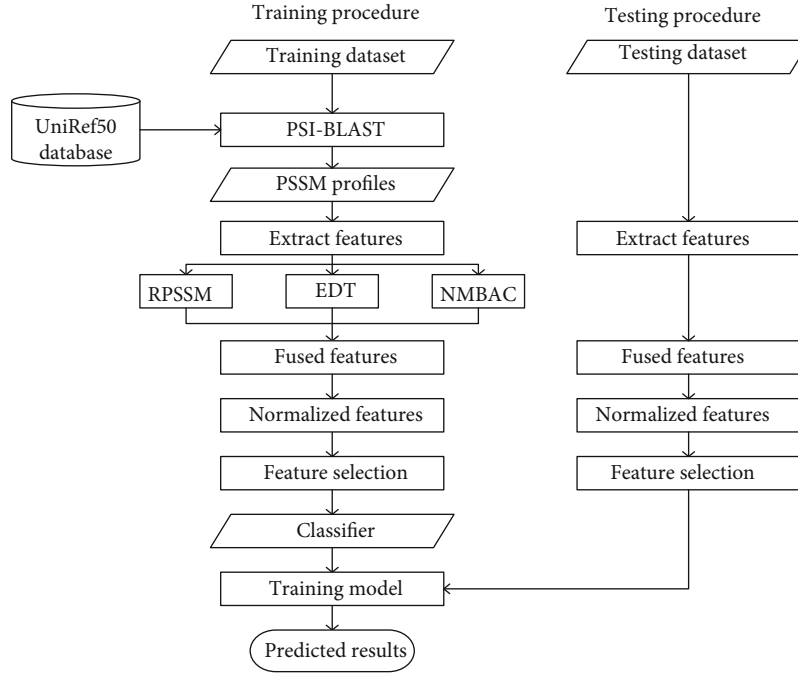 Training procedure
Training dataset
UniRef50
database
PSI-BLAST
PSSM profiles
Extract features
RPSSM
EDT
NMBAC
Fused features
Normalized features
Feature selection
Classifier
Training model
Predicted results
Testing procedure
Testing dataset
Extract features
Fused features
Normalized features
Feature selection